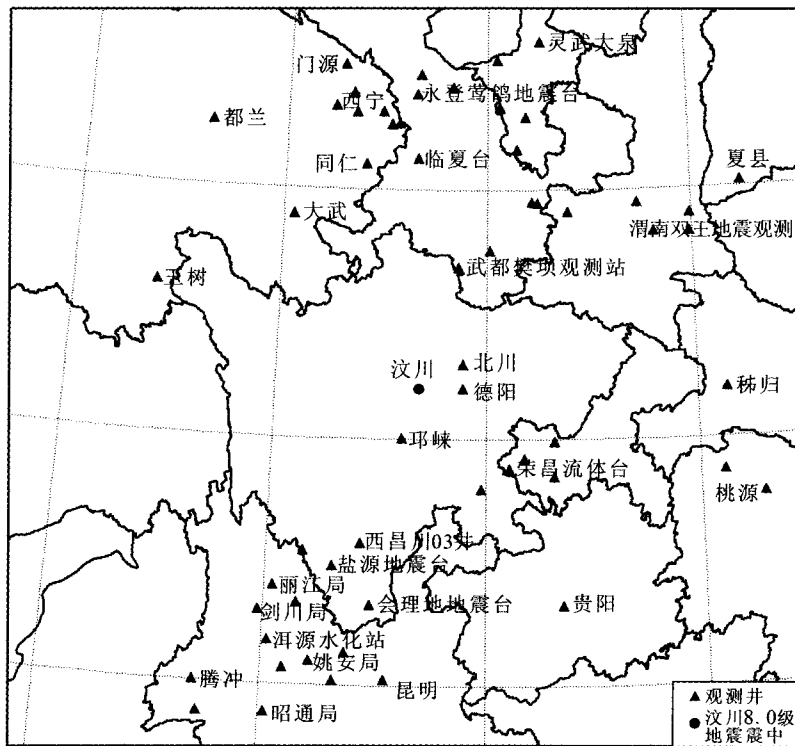 灵武大泉
门源
西宁
永登莺鸽地震台
都兰
同仁
临夏台
夏县
大武
渭南双王地震观测
武都樊坝观测站
玉树
汶川
北川
德阳
秭归
邛崃
荣昌流体台
桃源
西昌川03井
盐源地震台
丽江局
会理地地震台
贵阳
剑川局
洱源水化站
姚安局
腾冲
昆明
昭通局
观测井
汶川8.0级
地震震中